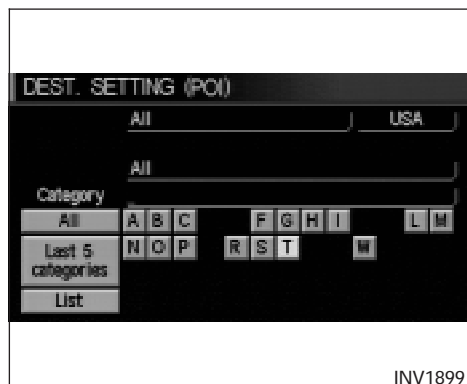 DEST. SETTING (POI)
All USA
All
Category
All A B C F G H I L M
Last 5 N O P R S T W
categories
List
INV1899